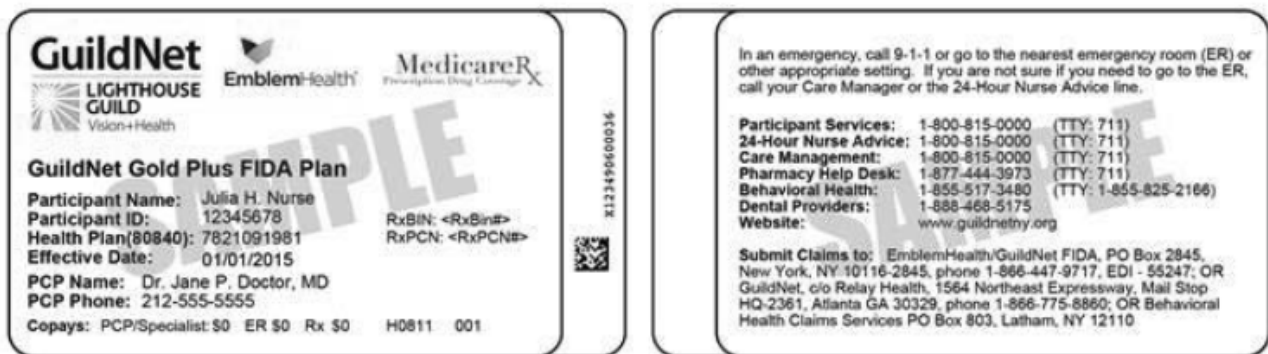 GuildNet
LIGHTHOUSE
GUILD
Vision+Health
EmblemHealth
MedicareRx
Prescription Drug Coverage
SAMPLE
GuildNet Gold Plus FIDA Plan
Participant Name: Julia H. Nurse
Participant ID: 12345678
RxBIN: <RxBin#>
Health Plan(80840): 7821091981
RxPCN: <RxPCN#>
Effective Date: 01/01/2015
PCP Name: Dr. Jane P. Doctor, MD
PCP Phone: 212-555-5555
Copays: PCP/Specialist:$0 ER $0 Rx $0 H0811 001
X123490600036
In an emergency, call 9-1-1 or go to the nearest emergency room (ER) or
other appropriate setting. If you are not sure if you need to go to the ER,
call your Care Manager or the 24-Hour Nurse Advice line.
SAMPLE
Participant Services: 1-800-815-0000 (TTY: 711)
24-Hour Nurse Advice: 1-800-815-0000 (TTY: 711)
Care Management: 1-800-815-0000 (TTY: 711)
Pharmacy Help Desk: 1-877-444-3973 (TTY: 711)
Behavioral Health: 1-855-517-3480 (TTY: 1-855-825-2166)
Dental Providers: 1-888-468-5175
Website: www.guildnetny.org
Submit Claims to: EmblemHealth/GuildNet FIDA, PO Box 2845,
New York, NY 10116-2845, phone 1-866-447-9717, EDI - 55247; OR
GuildNet, c/o Relay Health, 1564 Northeast Expressway, Mail Stop
HQ-2361, Atlanta GA 30329, phone 1-866-775-8860; OR Behavioral
Health Claims Services PO Box 803, Latham, NY 12110